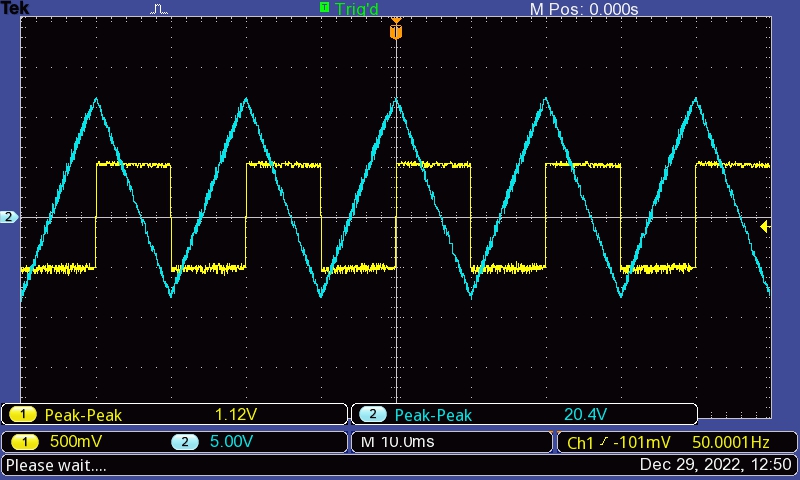 Tek Trig'd M Pos: 0.000s
T
T
2
1 Peak-Peak 1.12V 2 Peak-Peak 20.4V
1 500mV 2 5.00V M 10.0ms Ch1 -101mV 50.0001Hz
Please wait.... Dec 29, 2022, 12:50